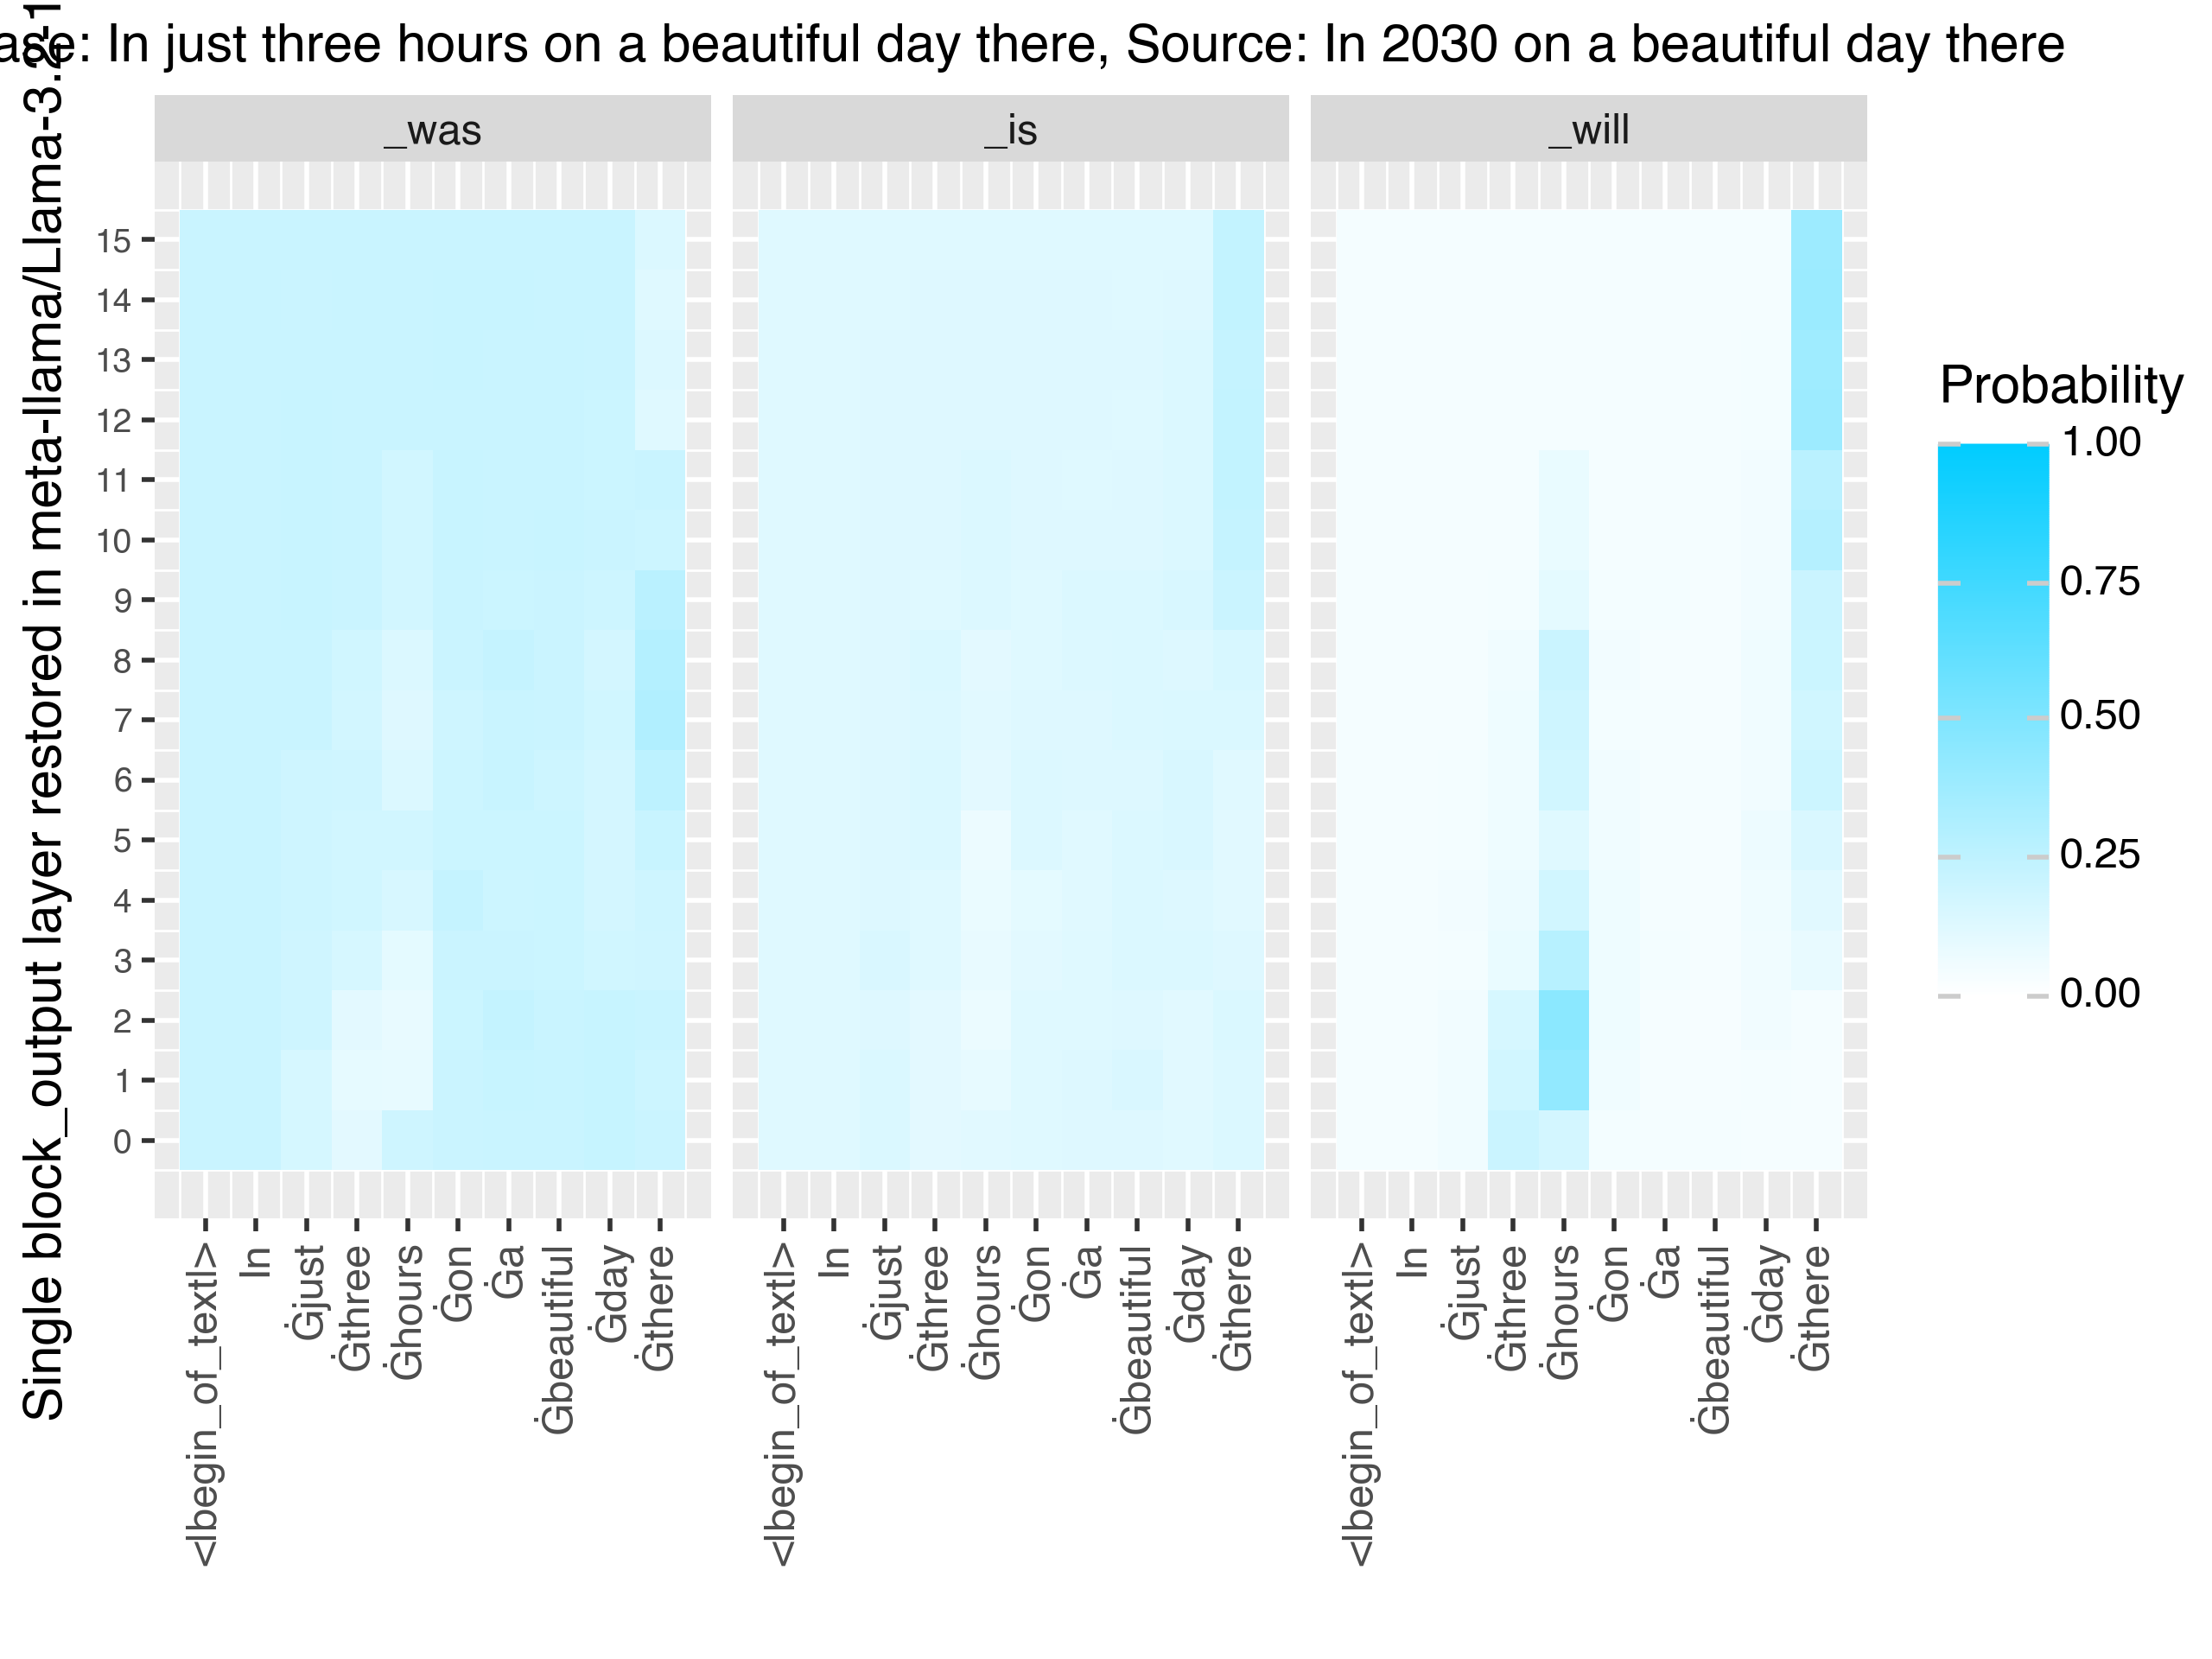 ase: In just three hours on a beautiful day there, Source: In 2030 on a beautiful day there
Single block_output layer restored in meta-llama/Llama-3.2-1
_was
_is
_will
15
14
13
12
11
10
9
8
7
6
5
4
3
2
1
0
<|begin_of_text|>
In
Ġjust
Ġthree
Ġhours
Ġon
Ġa
Ġbeautiful
Ġday
Ġthere
<|begin_of_text|>
In
Ġjust
Ġthree
Ġhours
Ġon
Ġa
Ġbeautiful
Ġday
Ġthere
<|begin_of_text|>
In
Ġjust
Ġthree
Ġhours
Ġon
Ġa
Ġbeautiful
Ġday
Ġthere
Probability
1.00
0.75
0.50
0.25
0.00